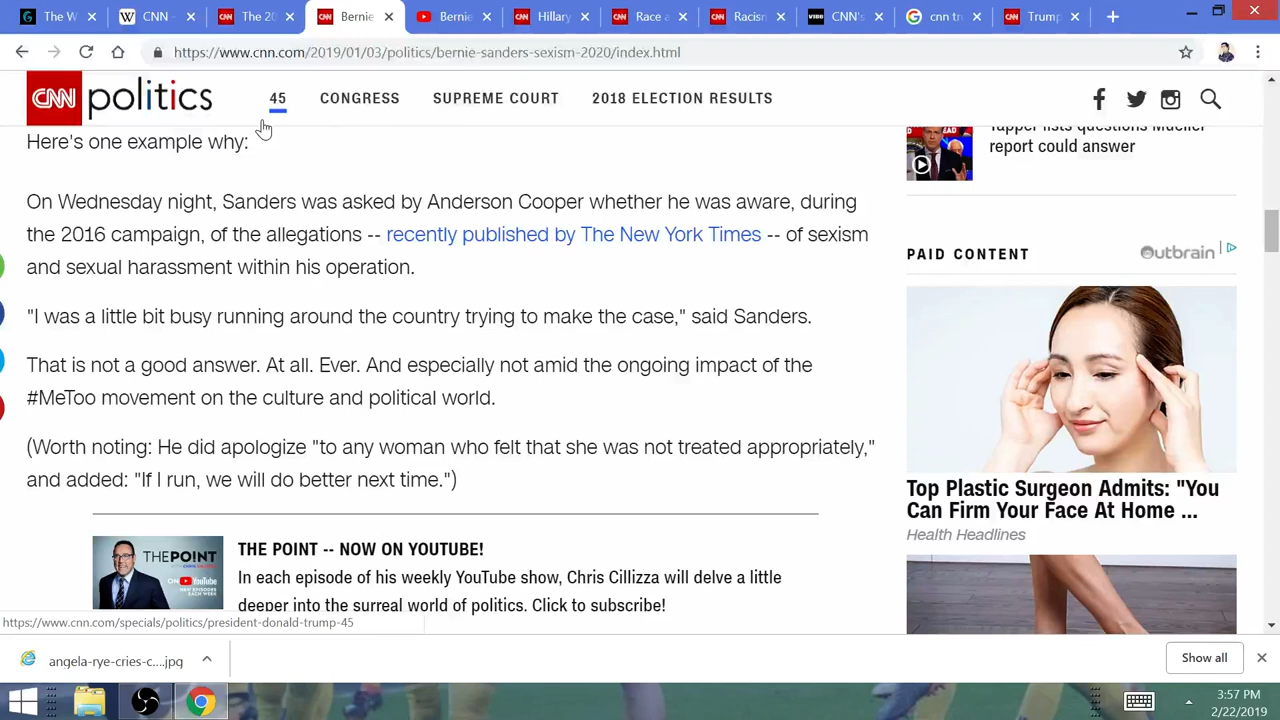 The W
CNN -
The 20
Bernie
Bernie
Hillary
Race a
Racism
VIBE CNN's
cnn tr
Trump
https://www.cnn.com/2019/01/03/politics/bernie-sanders-sexism-2020/index.html
CNN politics 45 CONGRESS SUPREME COURT 2018 ELECTION RESULTS
Here's one example why:
On Wednesday night, Sanders was asked by Anderson Cooper whether he was aware, during
the 2016 campaign, of the allegations -- recently published by The New York Times -- of sexism
and sexual harassment within his operation.
"I was a little bit busy running around the country trying to make the case," said Sanders.
That is not a good answer. At all. Ever. And especially not amid the ongoing impact of the
#MeToo movement on the culture and political world.
(Worth noting: He did apologize "to any woman who felt that she was not treated appropriately,"
and added: "If I run, we will do better next time.")
THE POINT
ON YouTube
THE POINT -- NOW ON YOUTUBE!
In each episode of his weekly YouTube show, Chris Cillizza will delve a little
deeper into the surreal world of politics. Click to subscribe!
Tapper lists questions Mueller
report could answer
PAID CONTENT
Outbrain
Top Plastic Surgeon Admits: "You
Can Firm Your Face At Home ...
Health Headlines
https://www.cnn.com/specials/politics/president-donald-trump-45
angela-rye-cries-c....jpg
Show all
3:57 PM
2/22/2019